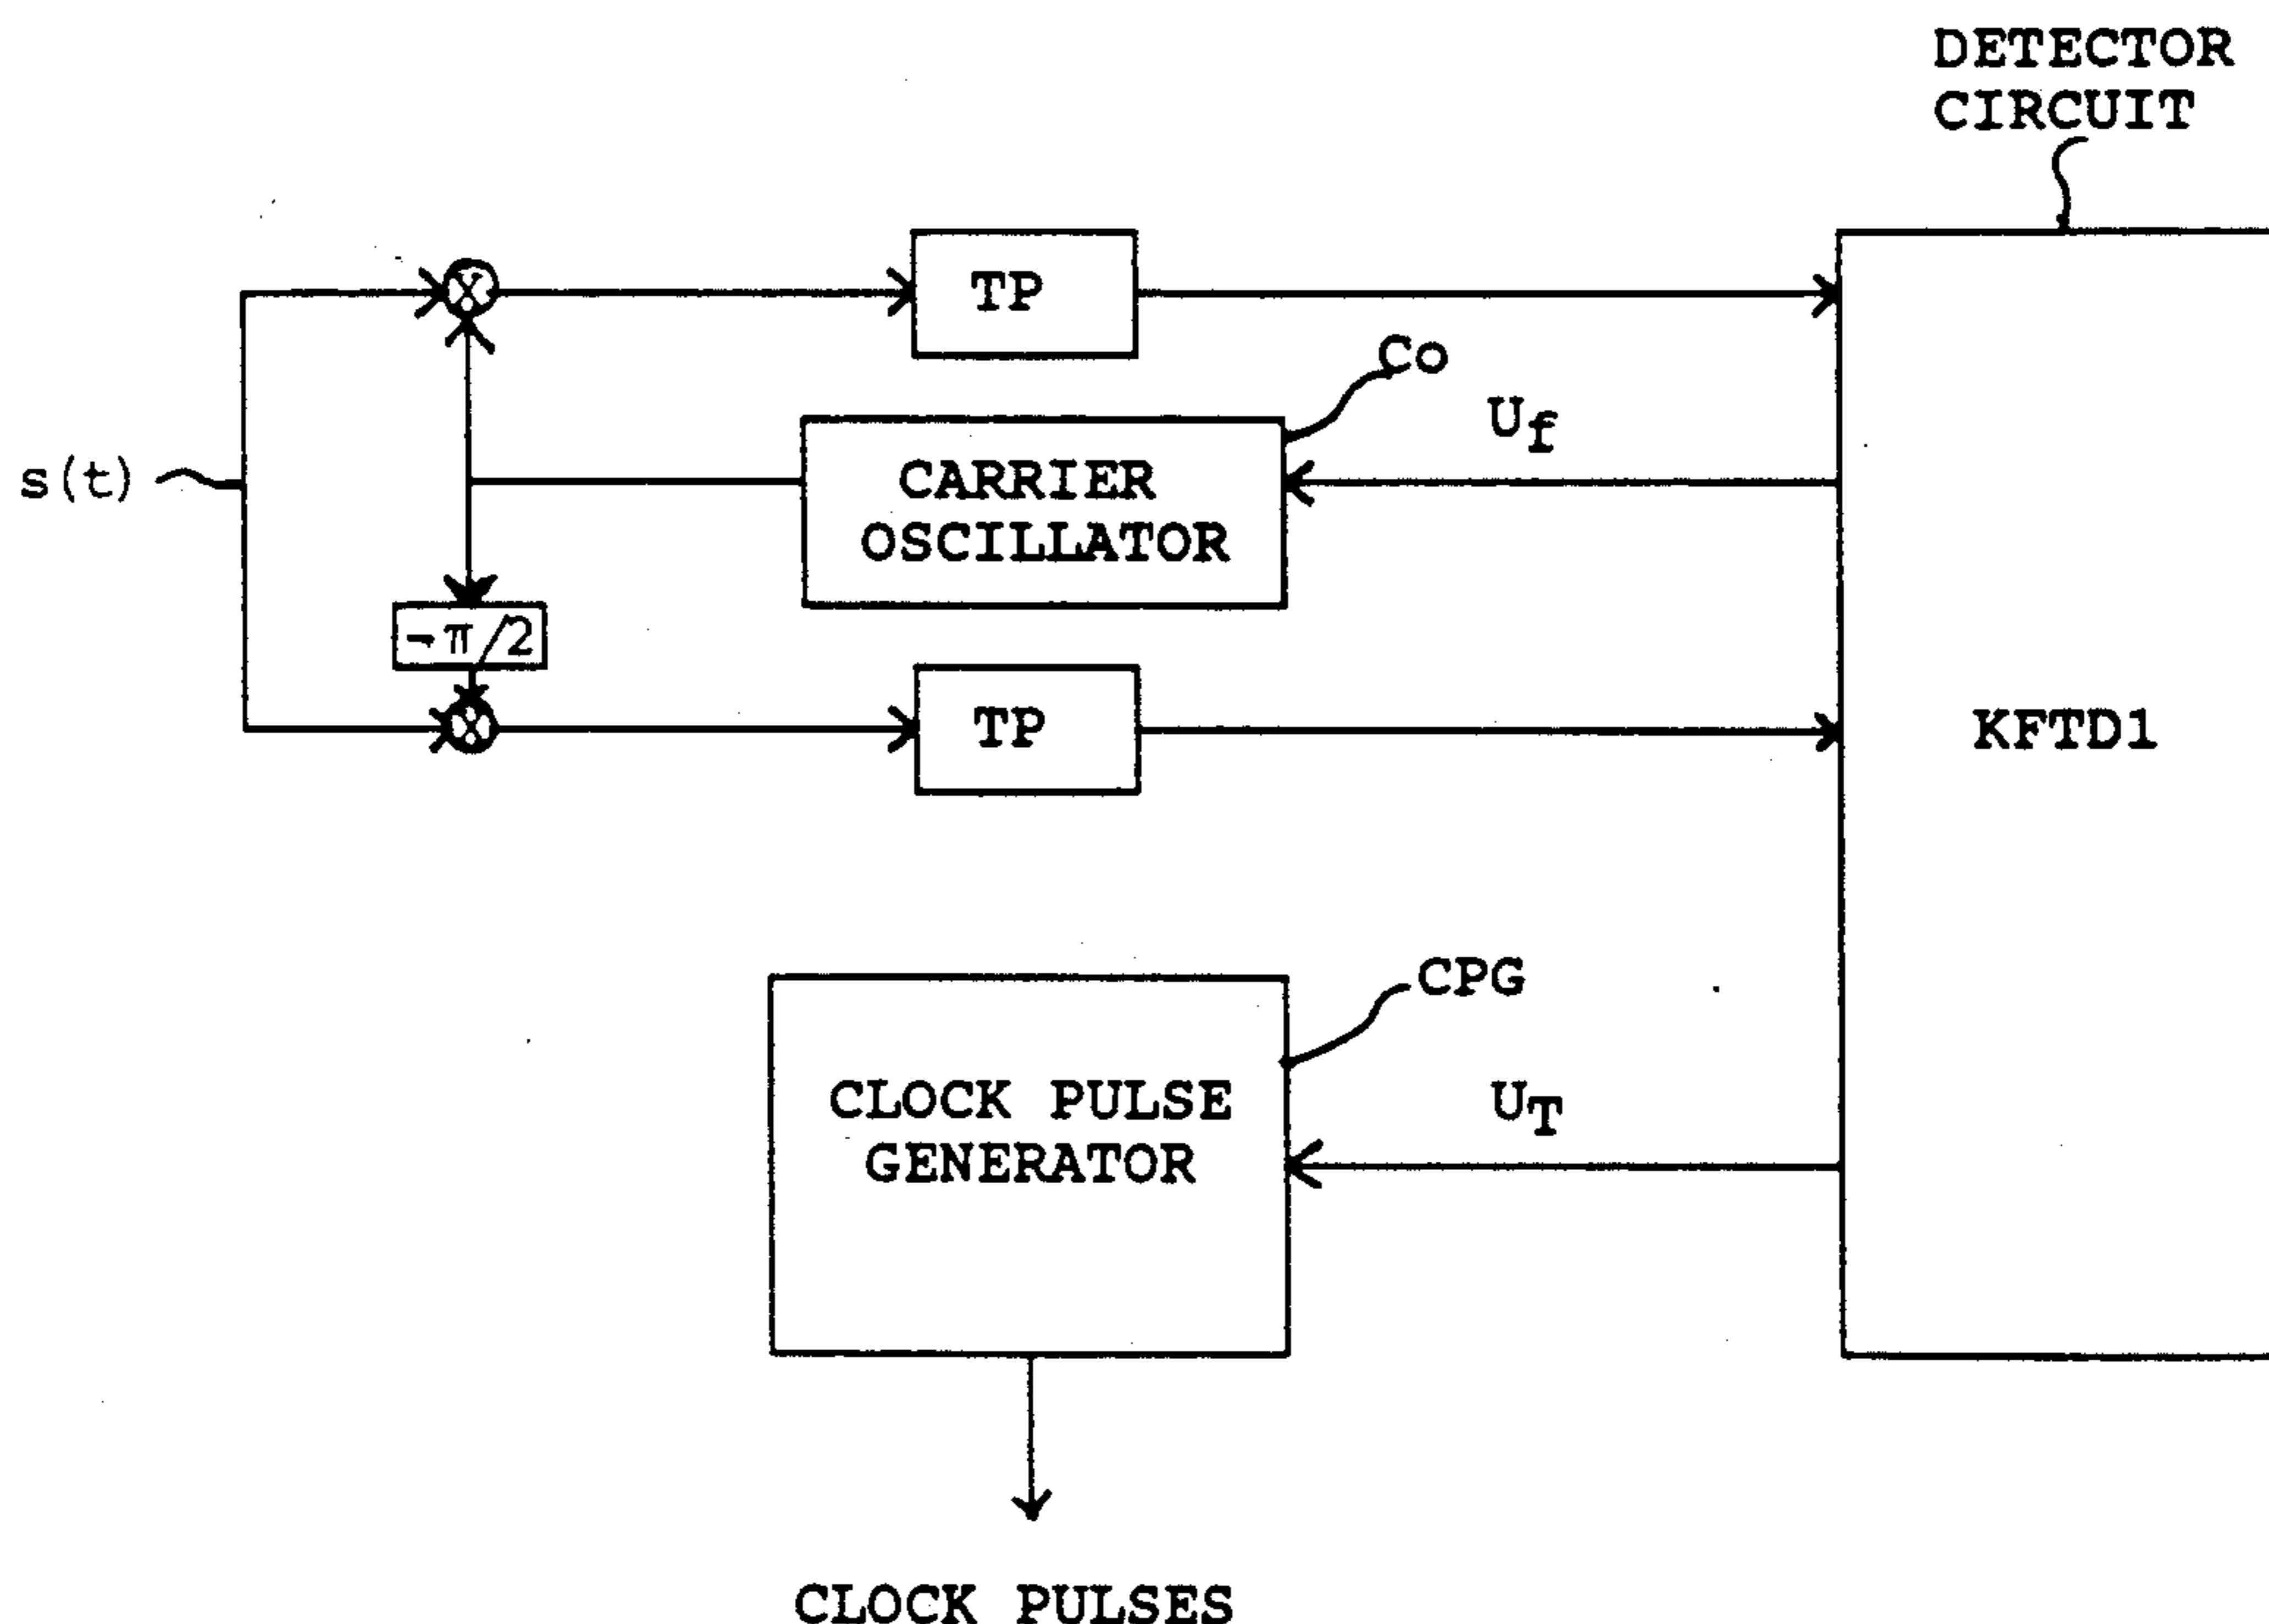 DETECTOR
CIRCUIT
TP
Co
Uf
s(t)
CARRIER
OSCILLATOR
-π/2
TP
KFTD1
CPG
CLOCK PULSE
GENERATOR
UT
CLOCK PULSES